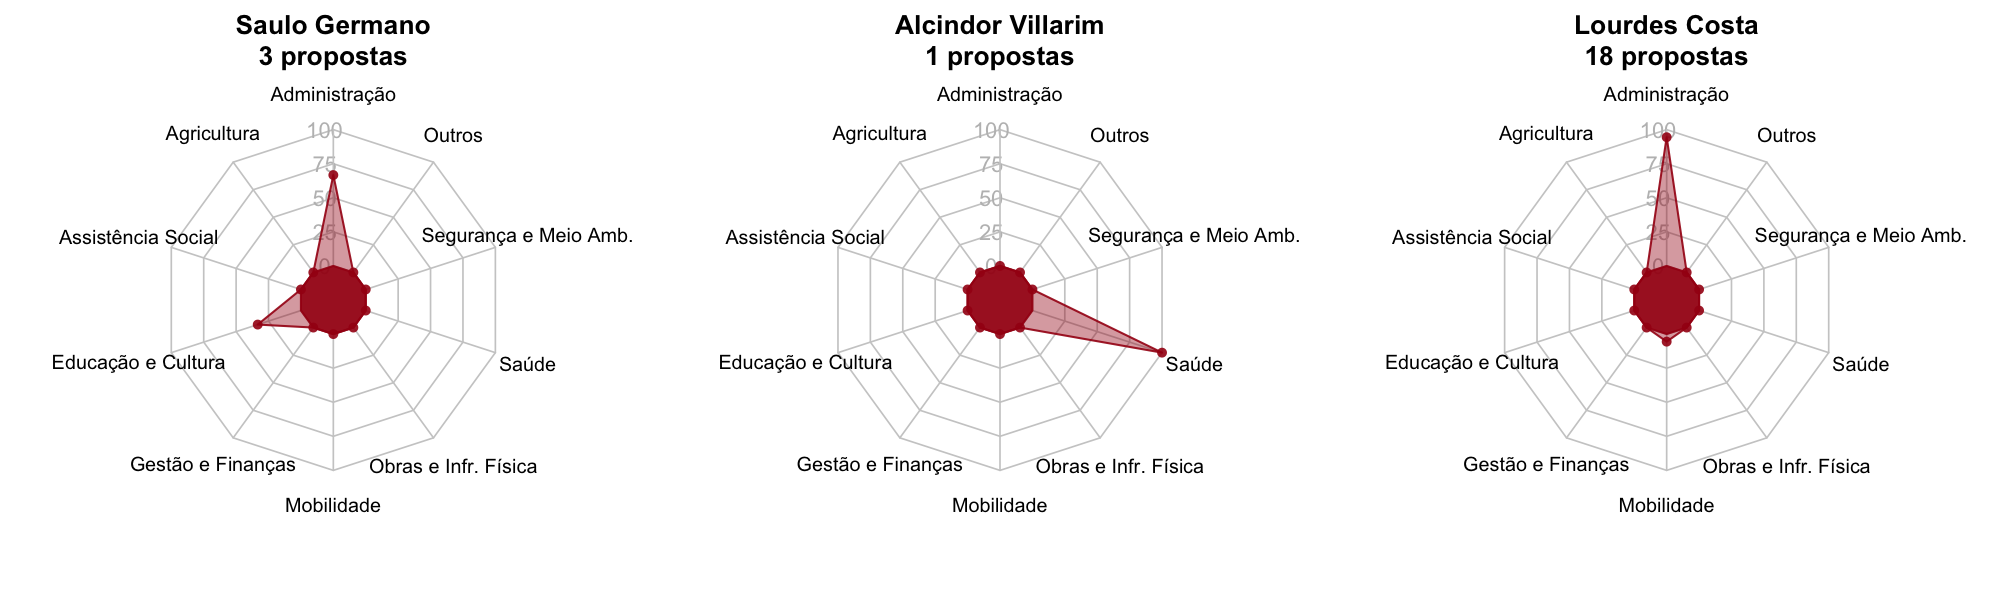 Saulo Germano
3 propostas
Administração
Agricultura
Outros
100
75
50
25
0
Assistência Social
Segurança e Meio Amb.
Educação e Cultura
Saúde
Gestão e Finanças
Obras e Infr. Física
Mobilidade
Alcindor Villarim
1 propostas
Administração
Agricultura
Outros
100
75
50
25
0
Assistência Social
Segurança e Meio Amb.
Educação e Cultura
Saúde
Gestão e Finanças
Obras e Infr. Física
Mobilidade
Lourdes Costa
18 propostas
Administração
Agricultura
Outros
100
75
50
25
0
Assistência Social
Segurança e Meio Amb.
Educação e Cultura
Saúde
Gestão e Finanças
Obras e Infr. Física
Mobilidade